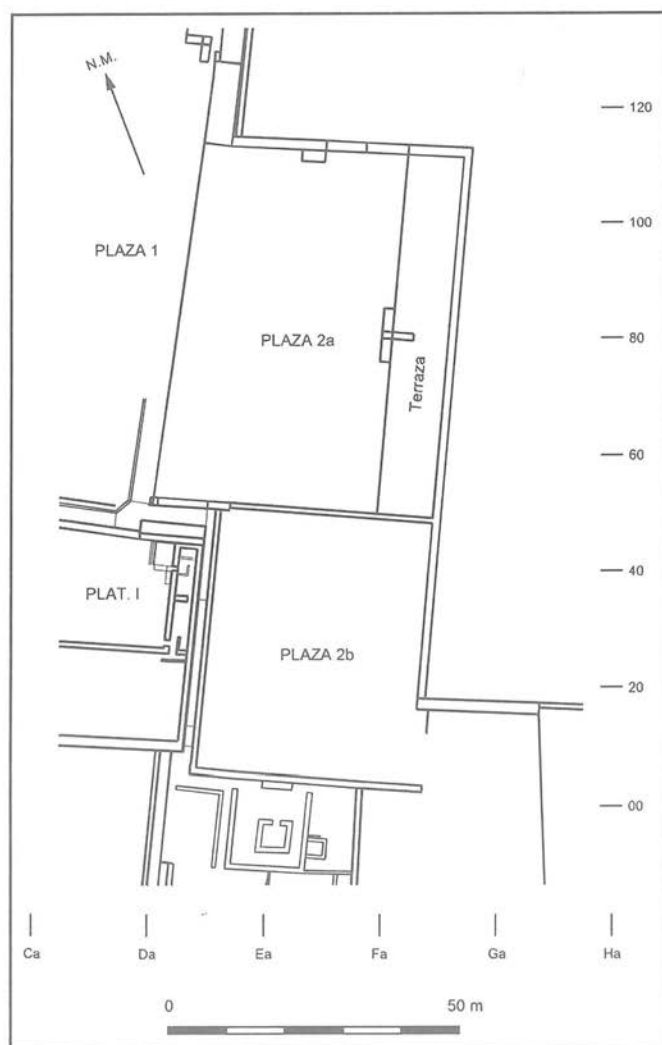 N.M.
120
100
PLAZA 1
80
PLAZA 2a
Terraza
60
40
PLAT. I
PLAZA 2b
20
00
Ca Da Ea Fa Ga Ha
0 50 m